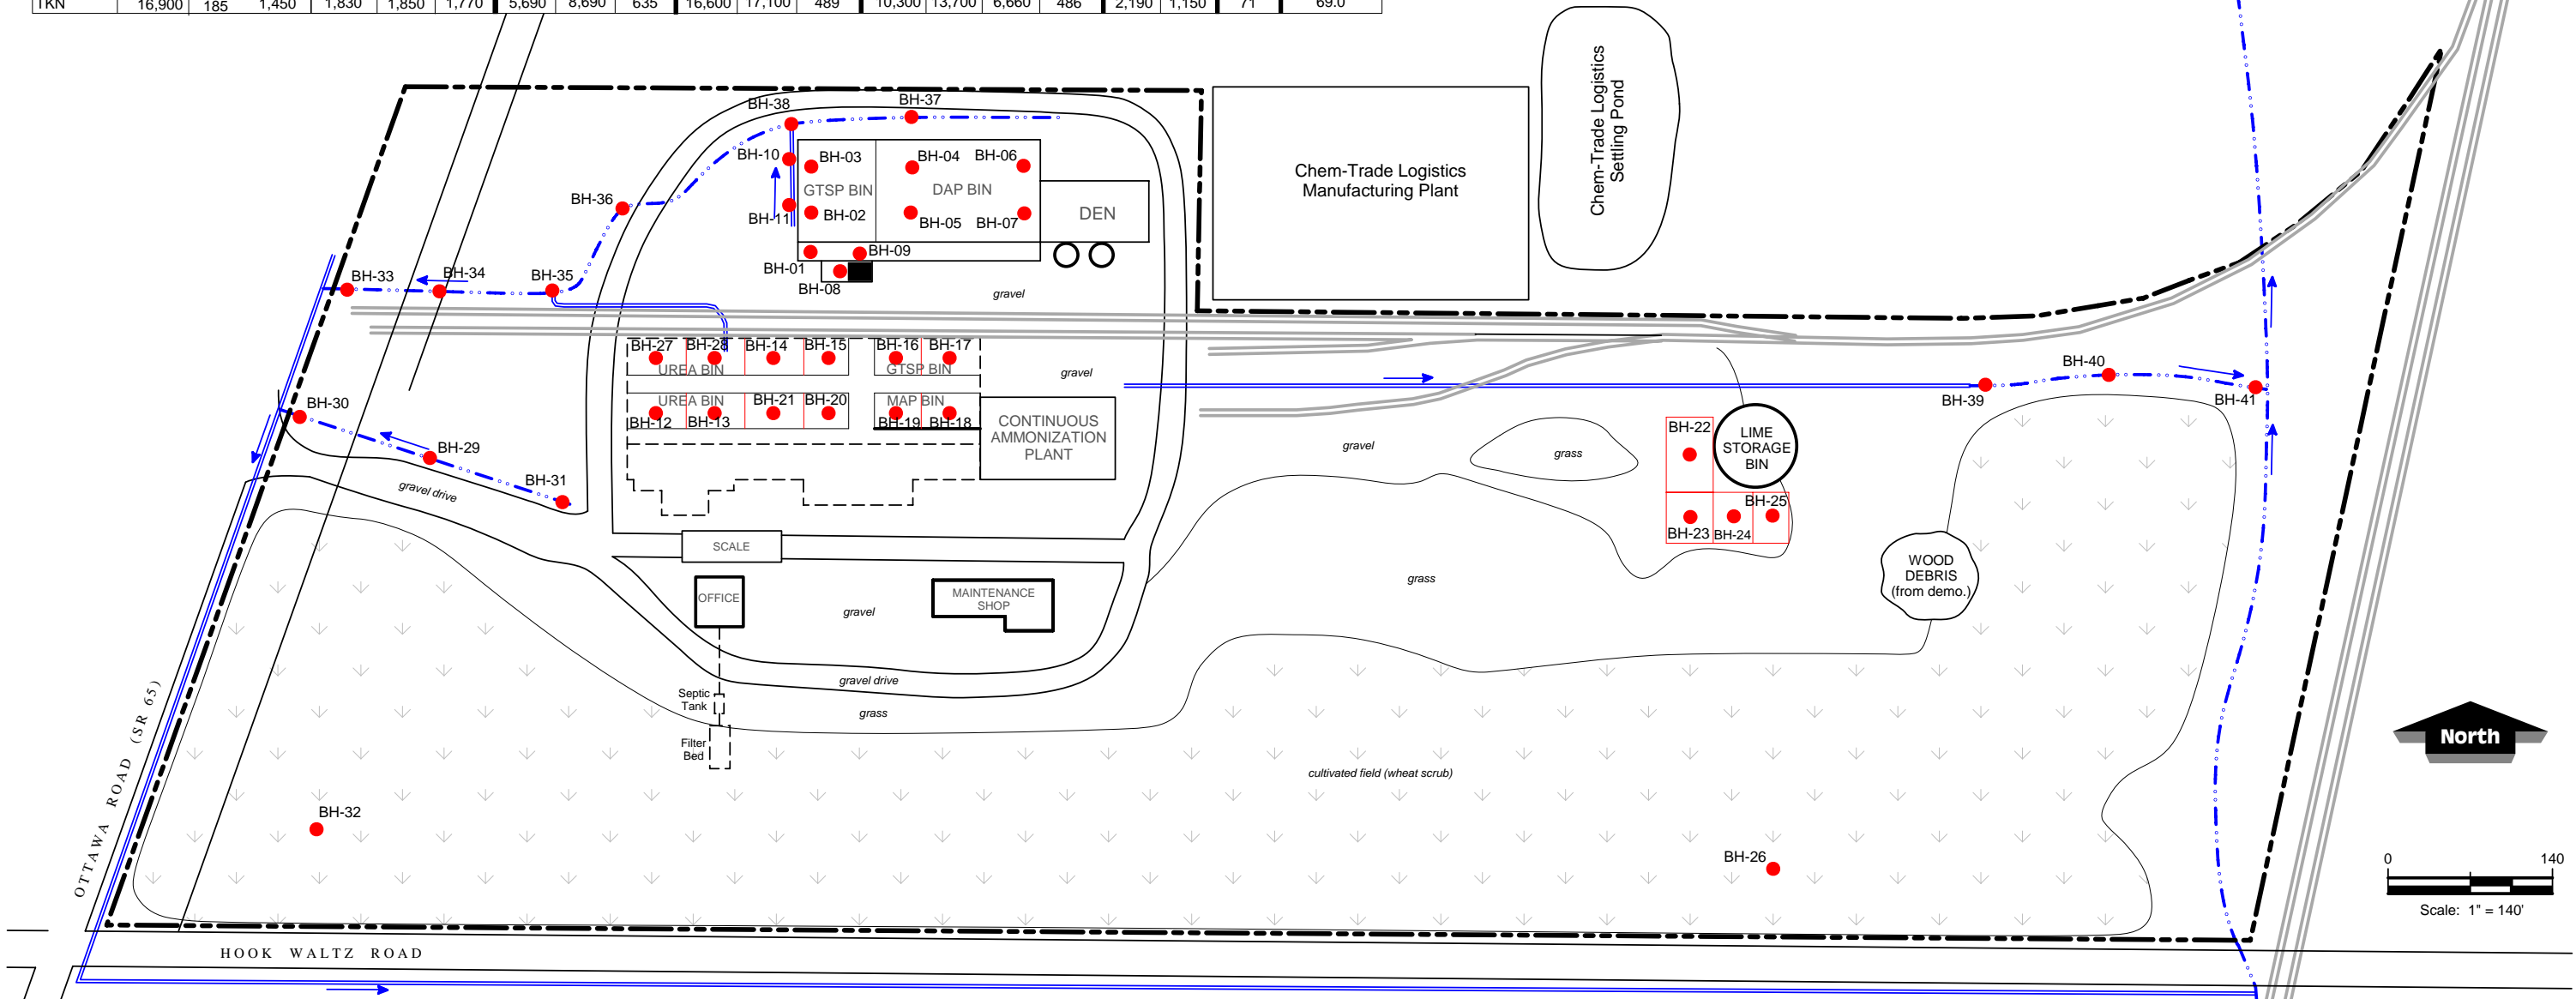 TKN 16,900 185 1,450 1,830 1,850 1,770 5,690 8,690 635 16,600 17,100 489 10,300 13,700 6,660 486 2,190 1,150 71 69.0
Chem-Trade Logistics
Settling Pond
Chem-Trade Logistics
Manufacturing Plant
BH-38
BH-37
BH-10
BH-03
BH-04
BH-06
GTSP BIN
DAP BIN
BH-36
BH-11
BH-02
BH-05
BH-07
DEN
BH-09
BH-01
BH-08
BH-33
BH-34
BH-35
gravel
BH-27
BH-28
BH-14
BH-15
BH-16
BH-17
UREA BIN
GTSP BIN
gravel
BH-40
BH-39
BH-41
UREA BIN
BH-21
BH-20
MAP BIN
BH-12
BH-13
BH-19
BH-18
CONTINUOUS
AMMONIZATION
PLANT
BH-30
BH-29
BH-31
gravel drive
gravel
grass
BH-22
LIME
STORAGE
BIN
BH-25
BH-23
BH-24
SCALE
WOOD
DEBRIS
(from demo.)
grass
OFFICE
gravel
MAINTENANCE
SHOP
gravel drive
Septic
Tank
grass
Filter
Bed
cultivated field (wheat scrub)
North
OTTAWA ROAD (SR 65)
BH-32
BH-26
0 140
Scale: 1" = 140'
HOOK WALTZ ROAD